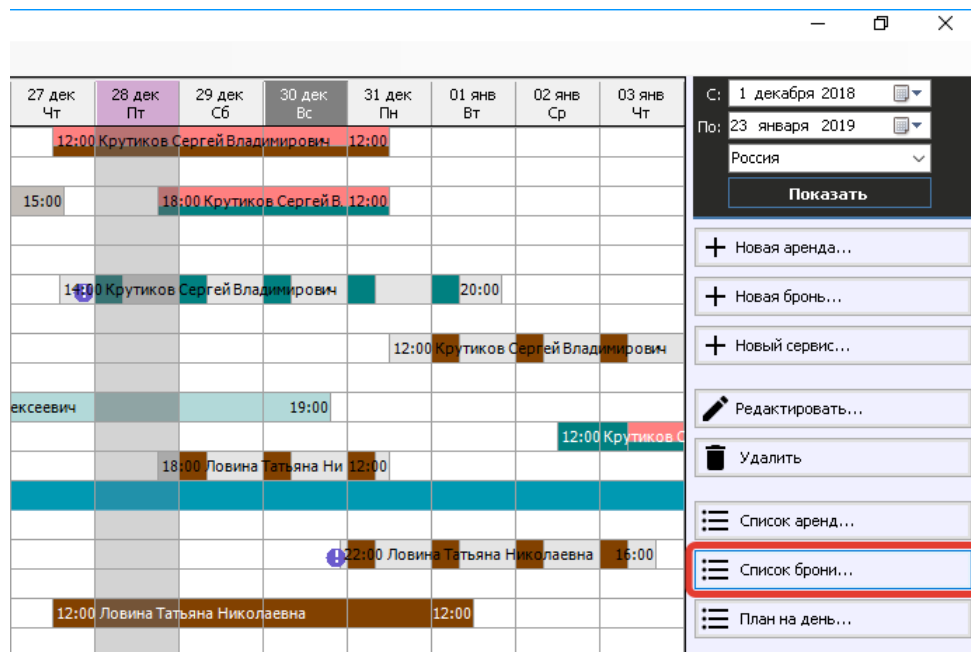 27 дек 28 дек 29 дек 30 дек 31 дек 01 янв 02 янв 03 янв
Чт Пт Сб Вс Пн Вт Ср Чт
12:00 Крутиков Сергей Владимирович 12:00
15:00 18:00 Крутиков Сергей В. 12:00
14:00 Крутиков Сергей Владимирович 20:00
12:00 Крутиков Сергей Владимирович
ексеевич 19:00
12:00 Крутиков С
18:00 Ловина Татьяна Ни 12:00
22:00 Ловина Татьяна Николаевна 16:00
12:00 Ловина Татьяна Николаевна 12:00
С: 1 декабря 2018
По: 23 января 2019
Россия
Показать
Новая аренда...
Новая бронь...
Новый сервис...
Редактировать...
Удалить
Список аренд...
Список брони...
План на день...